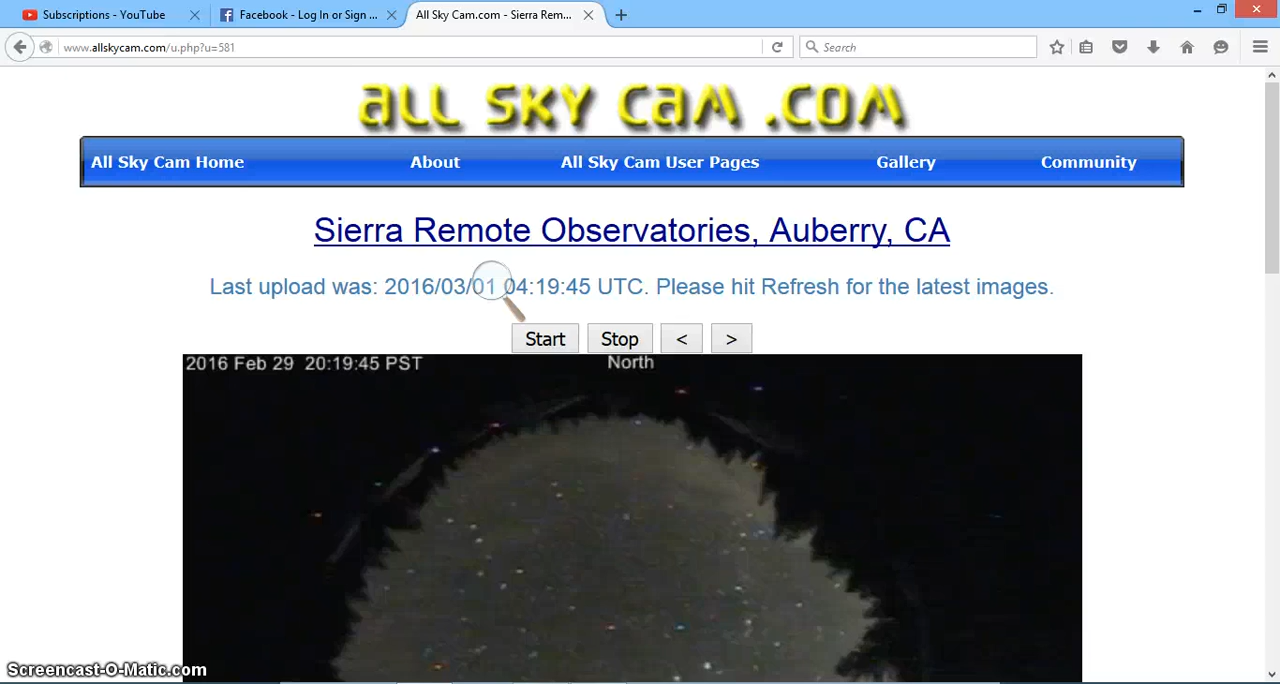 Subscriptions - YouTube
Facebook - Log In or Sign ...
All Sky Cam.com - Sierra Rem...
www.allskycam.com/u.php?u=581
Search
ALL SKY CAM .COM
All Sky Cam Home
About
All Sky Cam User Pages
Gallery
Community
Sierra Remote Observatories, Auberry, CA
Last upload was: 2016/03/01 04:19:45 UTC. Please hit Refresh for the latest images.
Start
Stop
<
>
2016 Feb 29 20:19:45 PST
North
Screencast-O-Matic.com